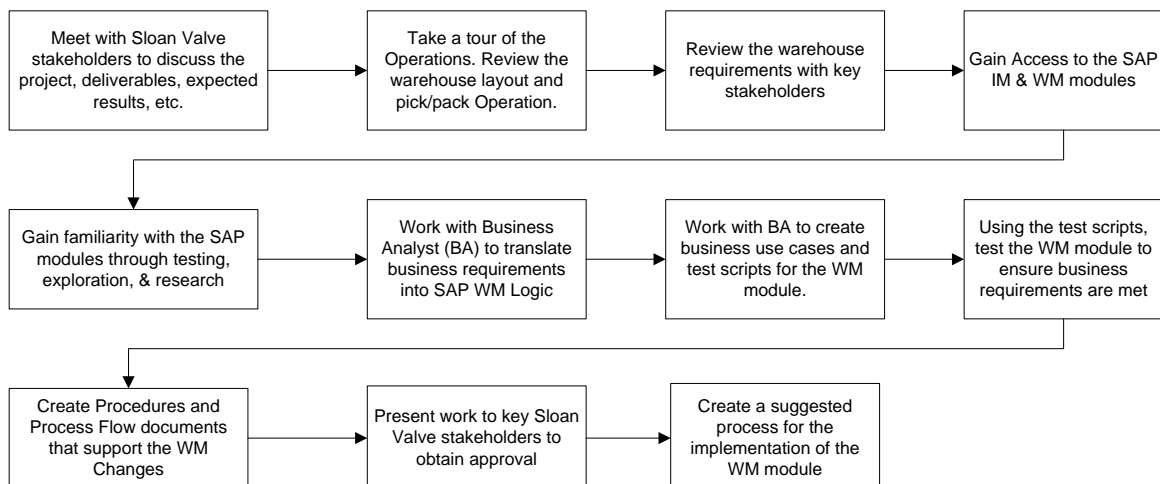 Meet with Sloan Valve
stakeholders to discuss the
project, deliverables, expected
results, etc.
Take a tour of the
Operations. Review the
warehouse layout and
pick/pack Operation.
Review the warehouse
requirements with key
stakeholders
Gain Access to the SAP
IM & WM modules
Gain familiarity with the SAP
modules through testing,
exploration, & research
Work with Business
Analyst (BA) to translate
business requirements
into SAP WM Logic
Work with BA to create
business use cases and
test scripts for the WM
module.
Using the test scripts,
test the WM module to
ensure business
requirements are met
Create Procedures and
Process Flow documents
that support the WM
Changes
Present work to key Sloan
Valve stakeholders to
obtain approval
Create a suggested
process for the
implementation of the
WM module